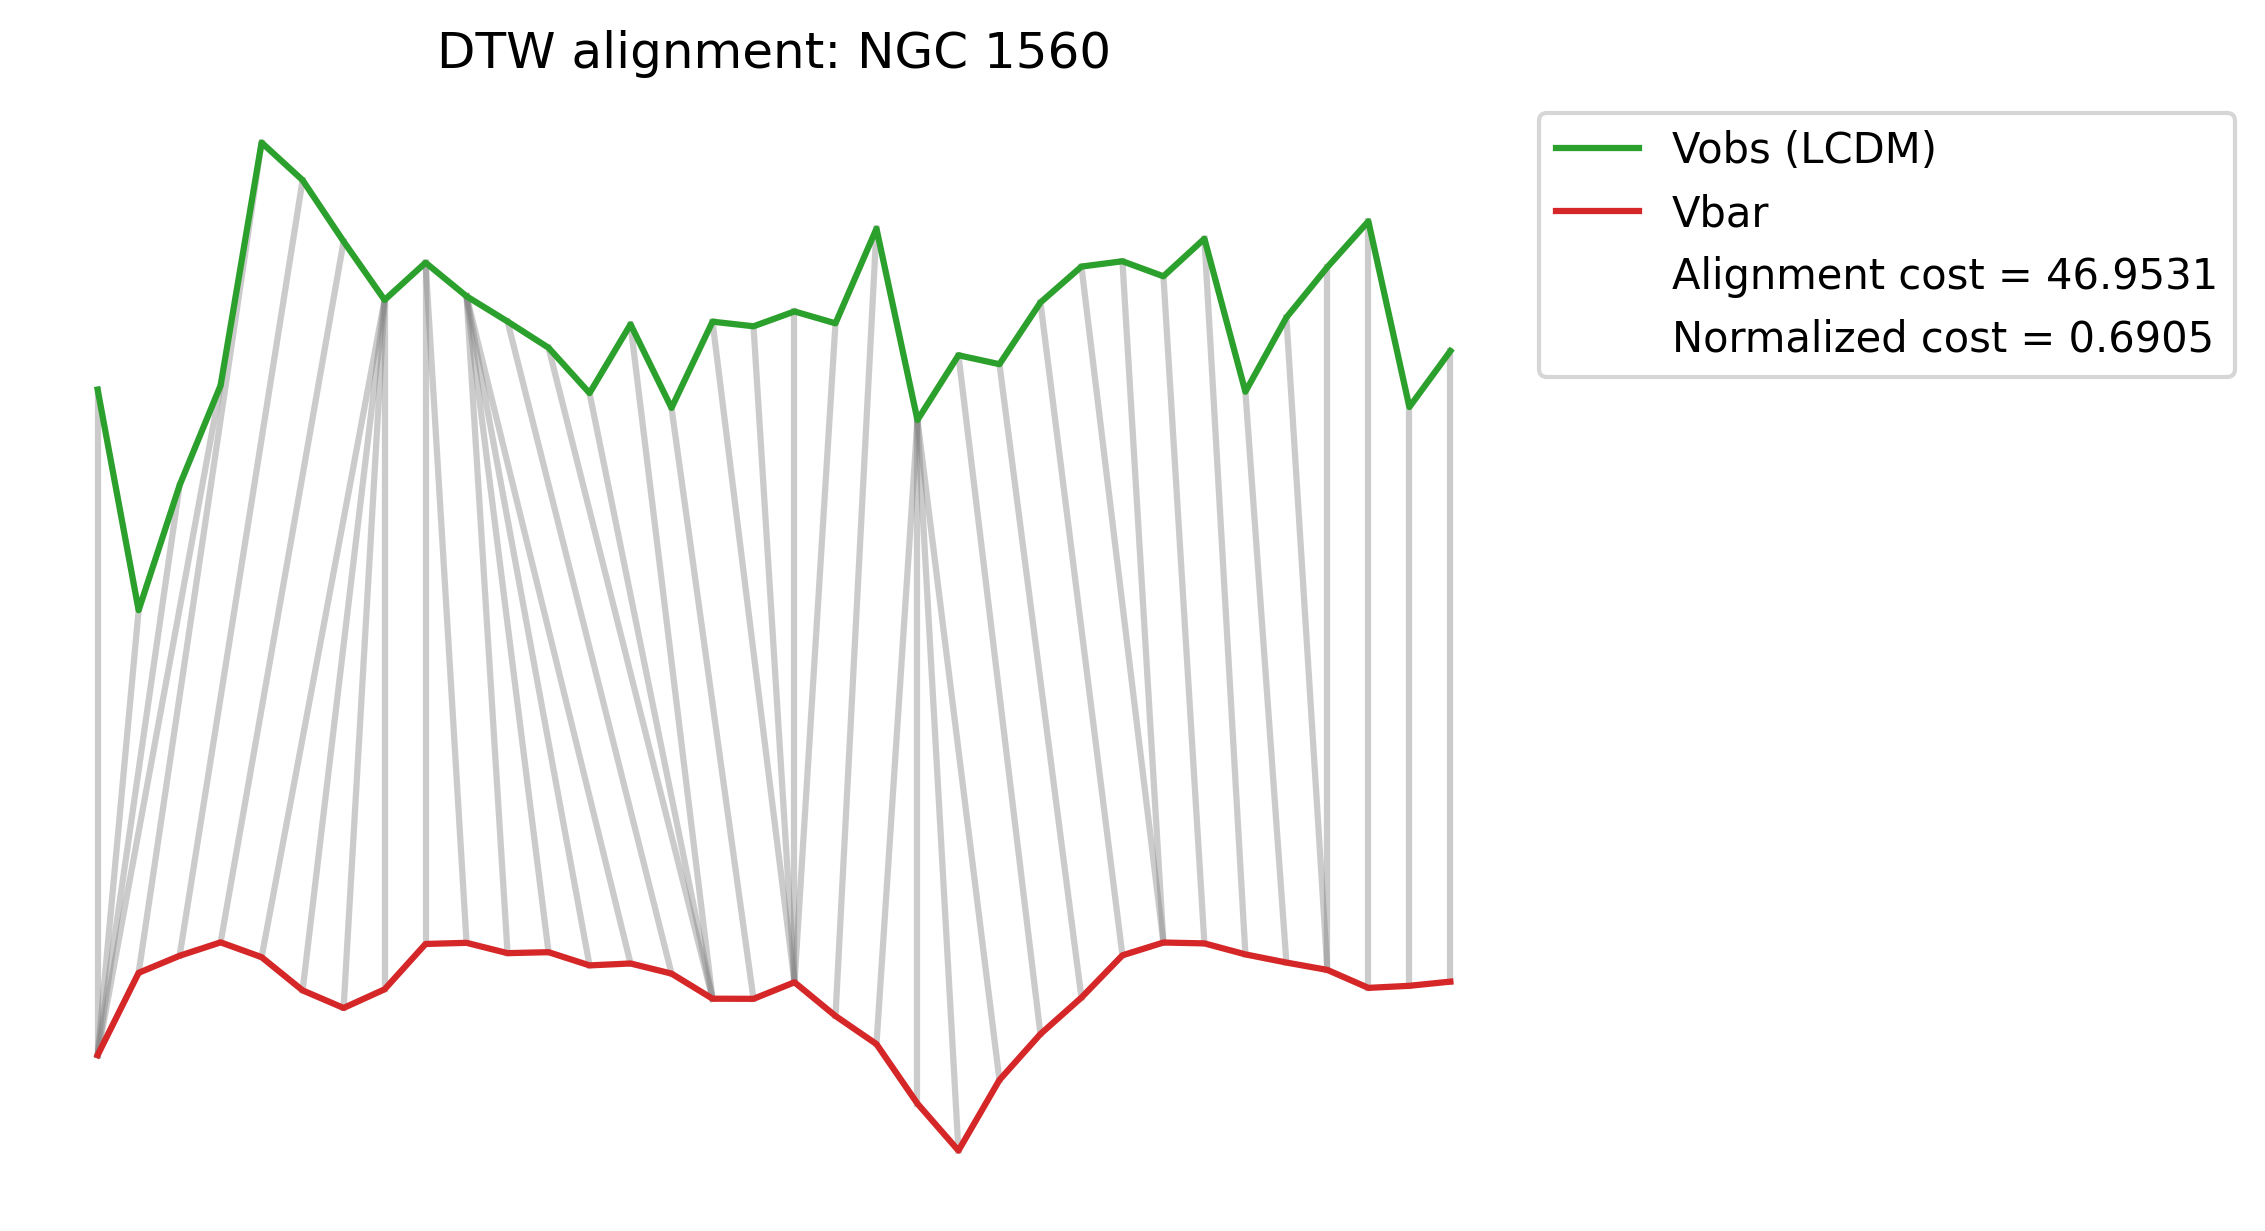 DTW alignment: NGC 1560
Vobs (LCDM)
Vbar
Alignment cost = 46.9531
Normalized cost = 0.6905